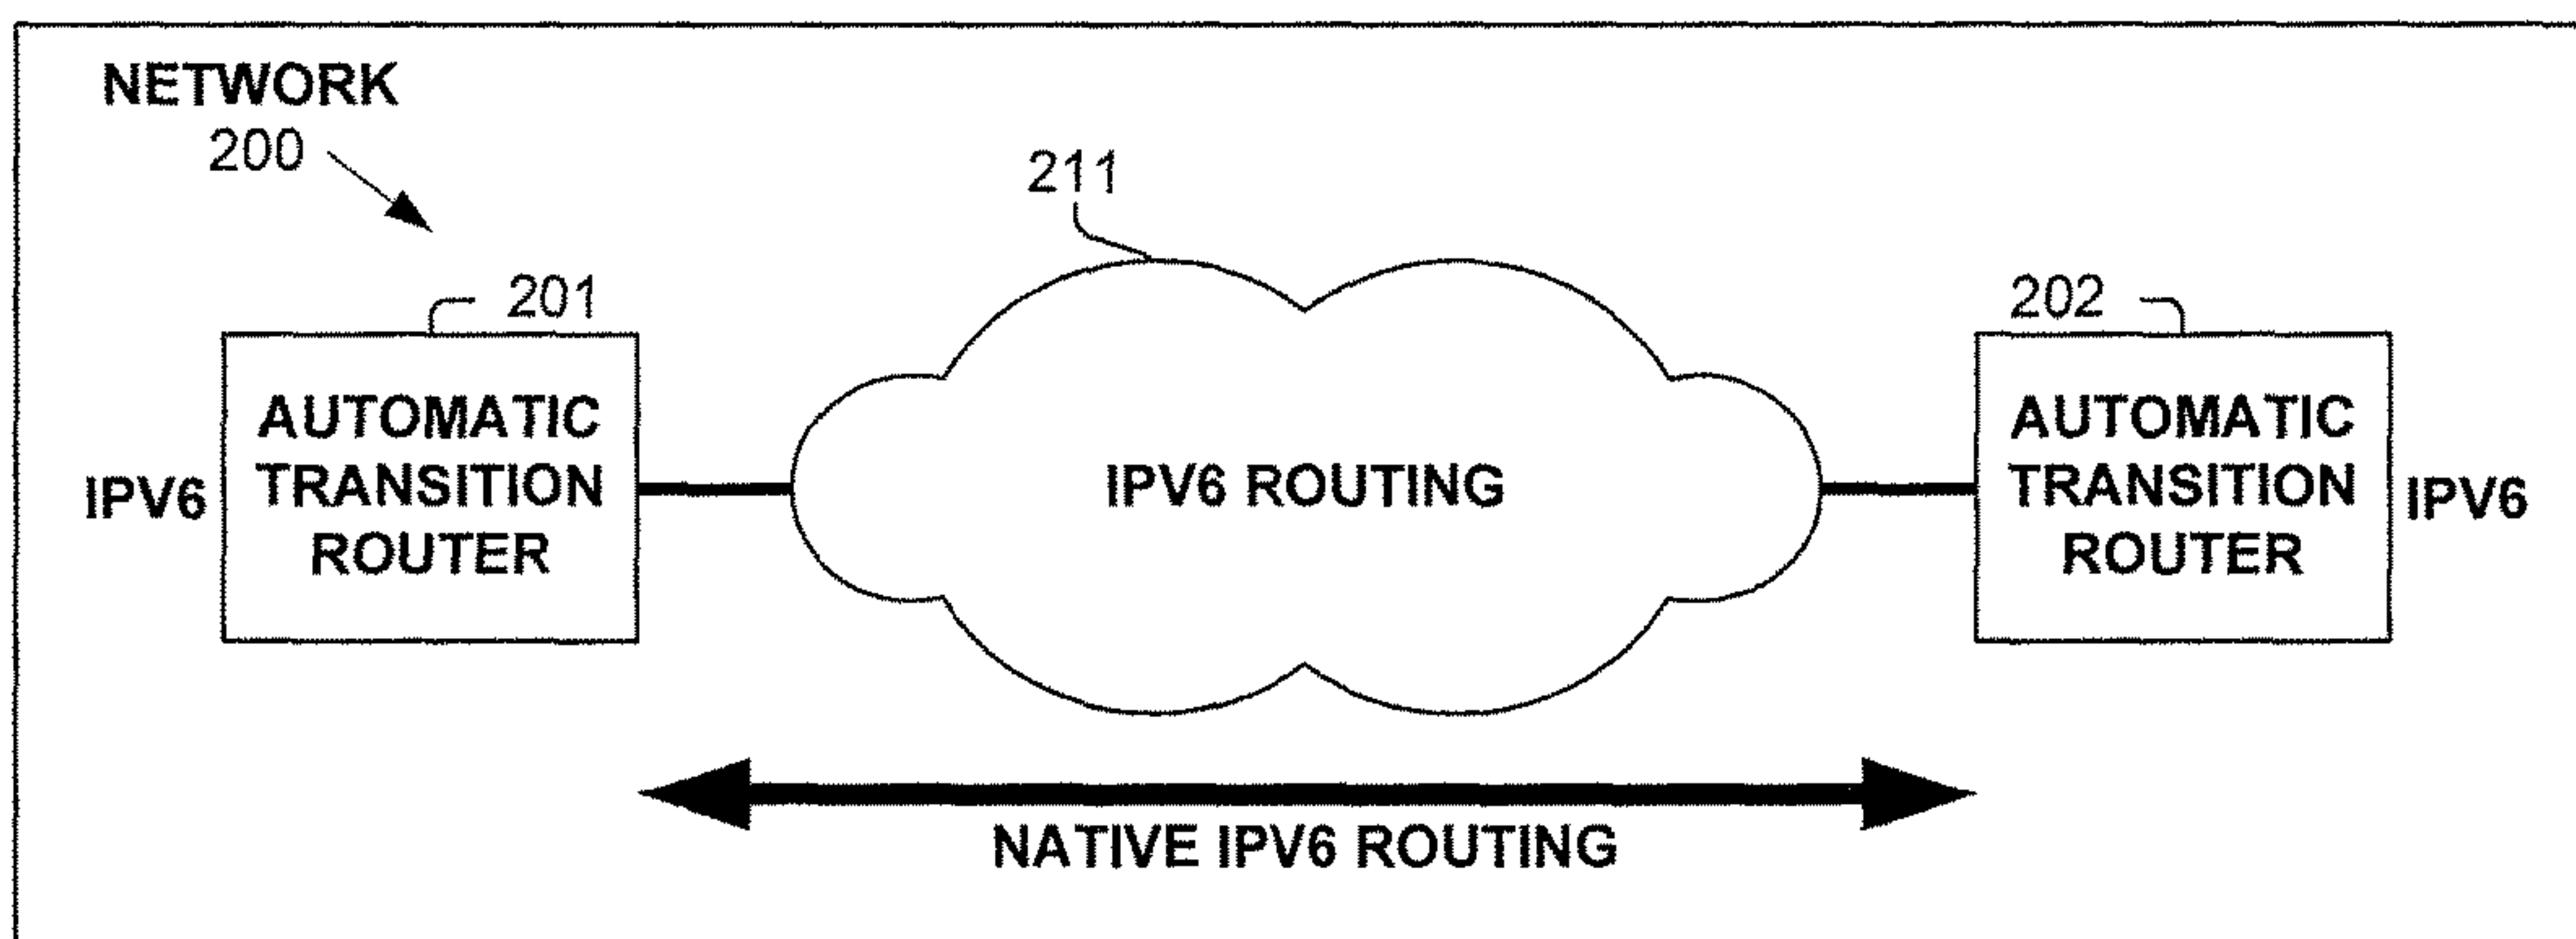 NETWORK
200
211
201
202
IPV6
AUTOMATIC
TRANSITION
ROUTER
IPV6 ROUTING
AUTOMATIC
TRANSITION
ROUTER
IPV6
NATIVE IPV6 ROUTING